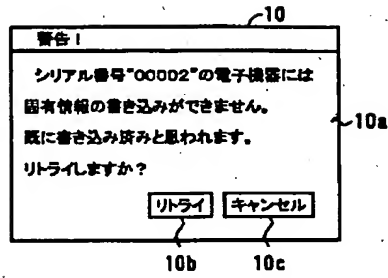 10
警告！
シリアル番号"00002"の電子機器には
固有情報の書き込みができません。
既に書き込み済みと思われます。
リトライしますか？
10a
リトライ キャンセル
10b 10c